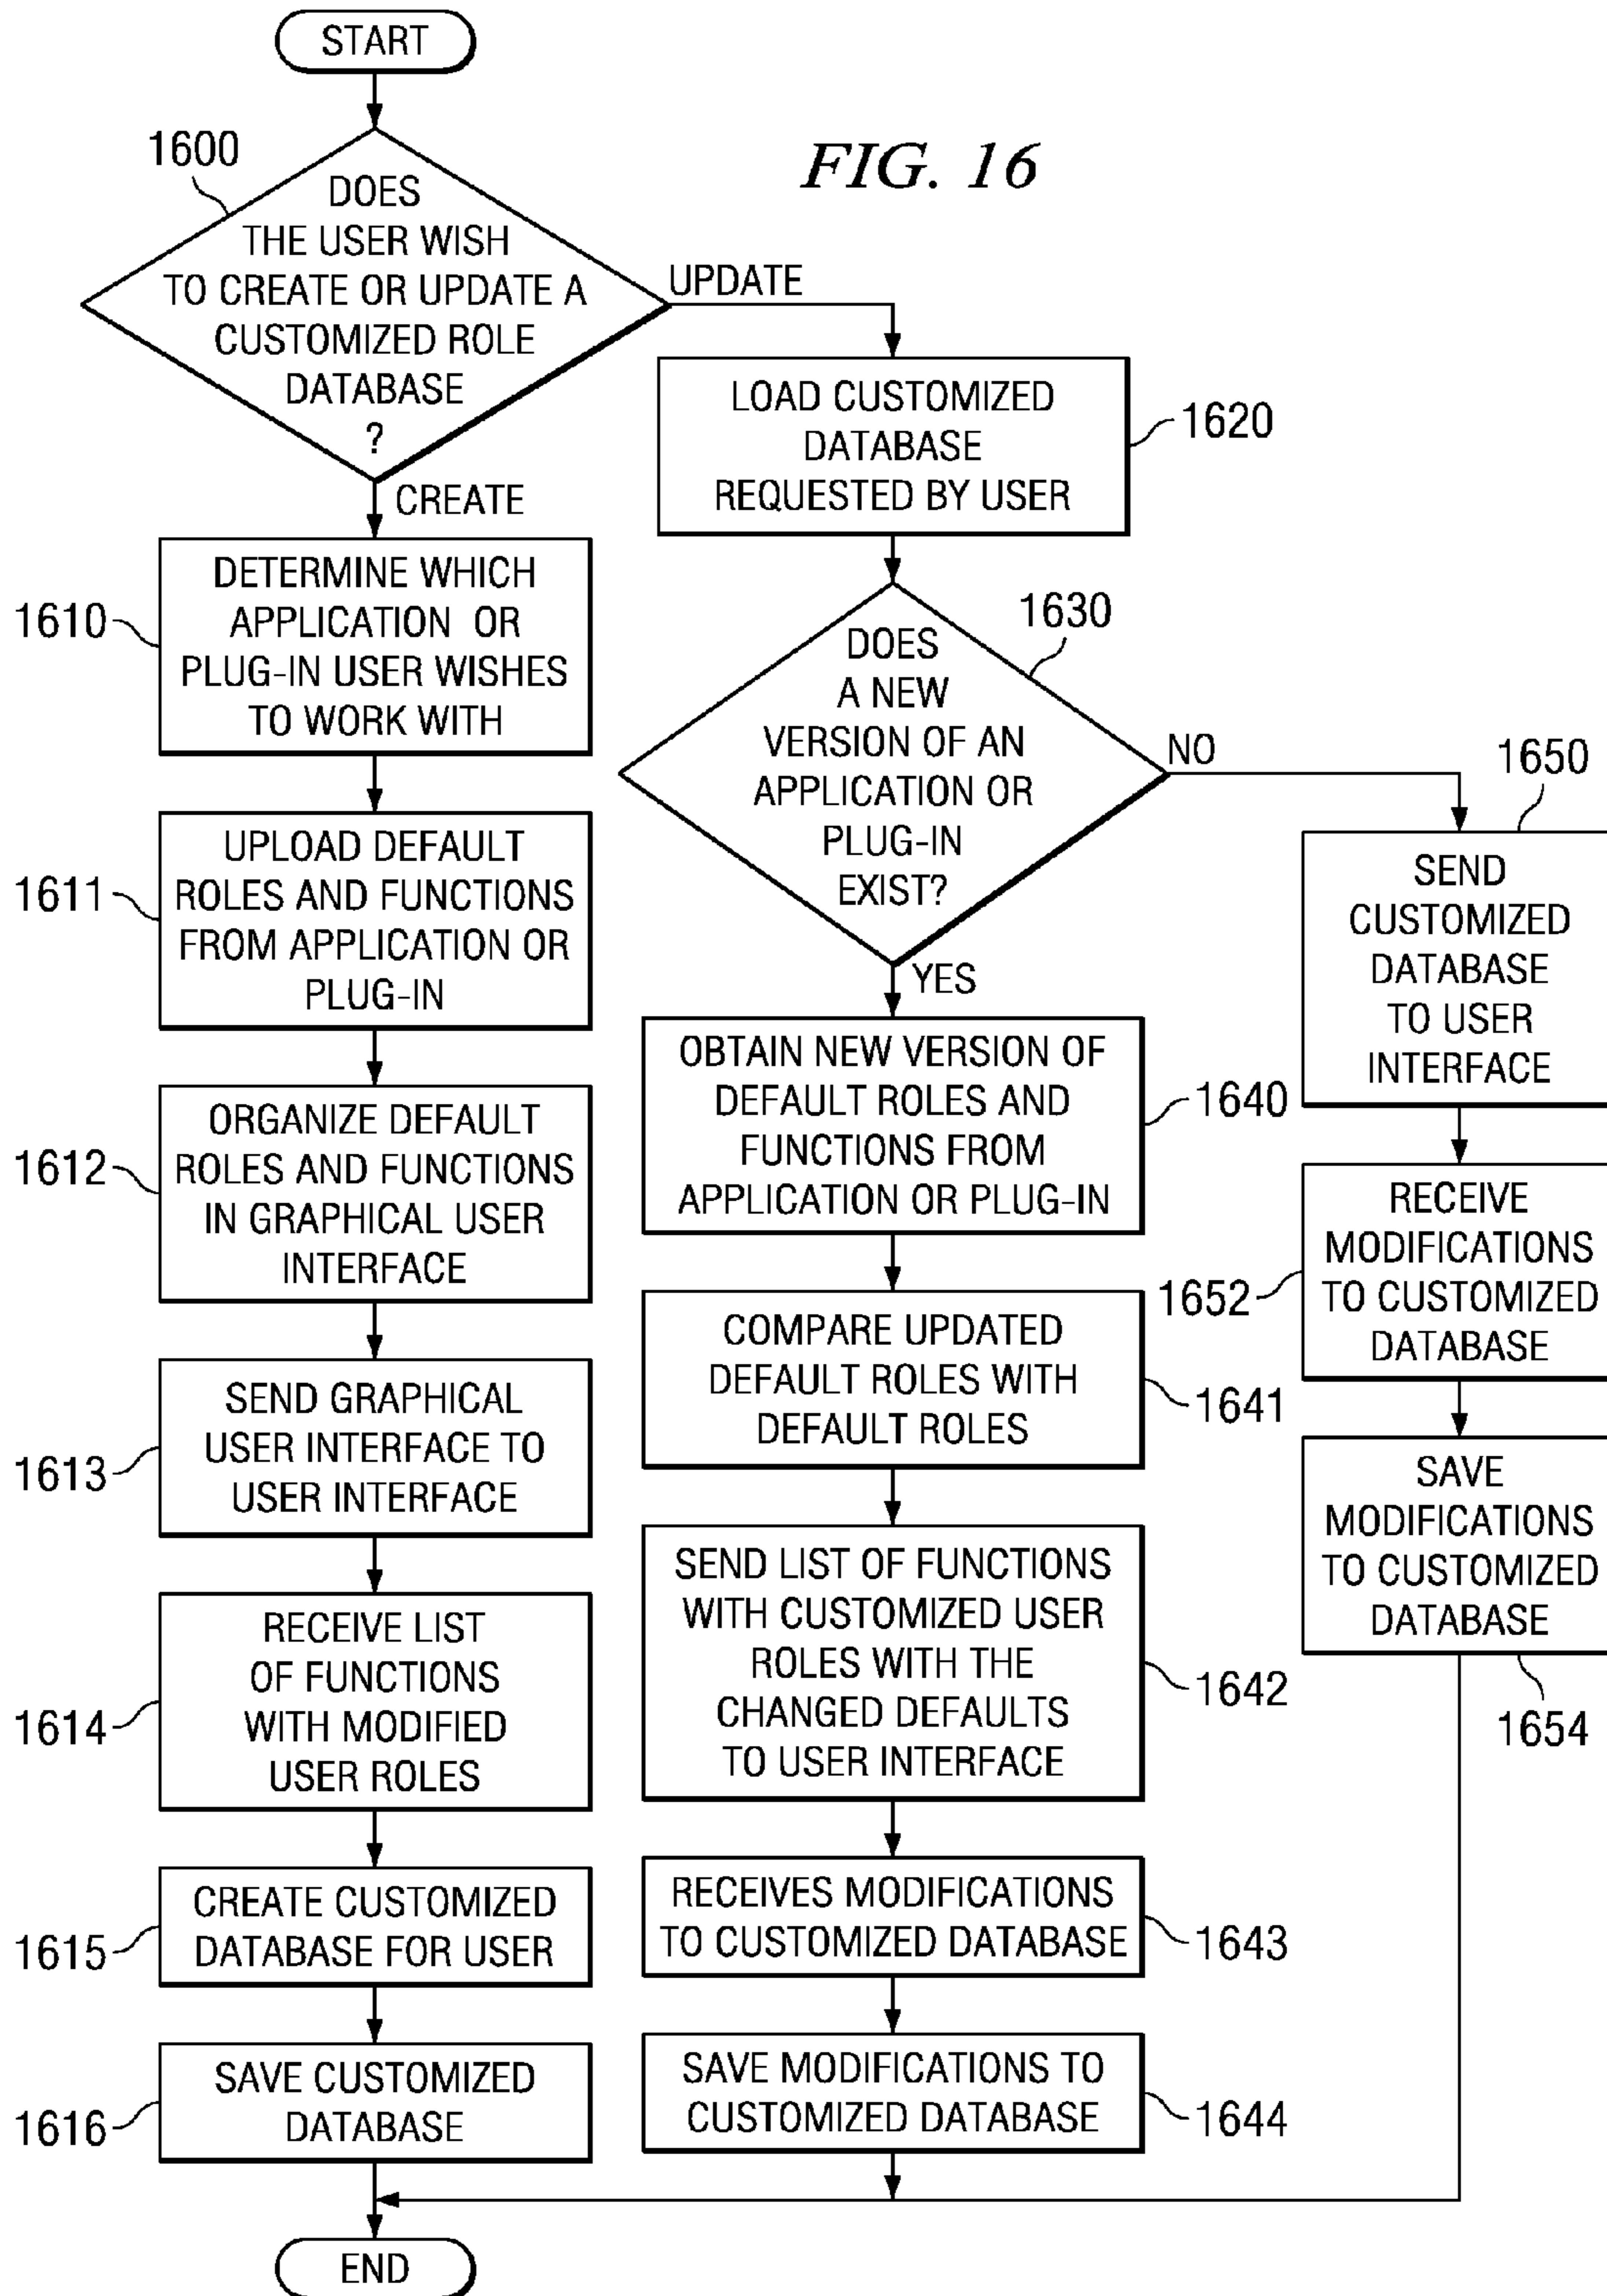 START
FIG. 16
1600
DOES
THE USER WISH
TO CREATE OR UPDATE A
CUSTOMIZED ROLE
DATABASE
?
UPDATE
CREATE
1610
DETERMINE WHICH
APPLICATION OR
PLUG-IN USER WISHES
TO WORK WITH
1611
UPLOAD DEFAULT
ROLES AND FUNCTIONS
FROM APPLICATION OR
PLUG-IN
1612
ORGANIZE DEFAULT
ROLES AND FUNCTIONS
IN GRAPHICAL USER
INTERFACE
1613
SEND GRAPHICAL
USER INTERFACE TO
USER INTERFACE
1614
RECEIVE LIST
OF FUNCTIONS
WITH MODIFIED
USER ROLES
1615
CREATE CUSTOMIZED
DATABASE FOR USER
1616
SAVE CUSTOMIZED
DATABASE
LOAD CUSTOMIZED
DATABASE
REQUESTED BY USER
1620
1630
DOES
A NEW
VERSION OF AN
APPLICATION OR
PLUG-IN
EXIST?
NO
YES
OBTAIN NEW VERSION OF
DEFAULT ROLES AND
FUNCTIONS FROM
APPLICATION OR PLUG-IN
1640
COMPARE UPDATED
DEFAULT ROLES WITH
DEFAULT ROLES
1641
SEND LIST OF FUNCTIONS
WITH CUSTOMIZED USER
ROLES WITH THE
CHANGED DEFAULTS
TO USER INTERFACE
1642
RECEIVES MODIFICATIONS
TO CUSTOMIZED DATABASE
1643
SAVE MODIFICATIONS TO
CUSTOMIZED DATABASE
1644
1650
SEND
CUSTOMIZED
DATABASE
TO USER
INTERFACE
1652
RECEIVE
MODIFICATIONS
TO CUSTOMIZED
DATABASE
SAVE
MODIFICATIONS
TO CUSTOMIZED
DATABASE
1654
END